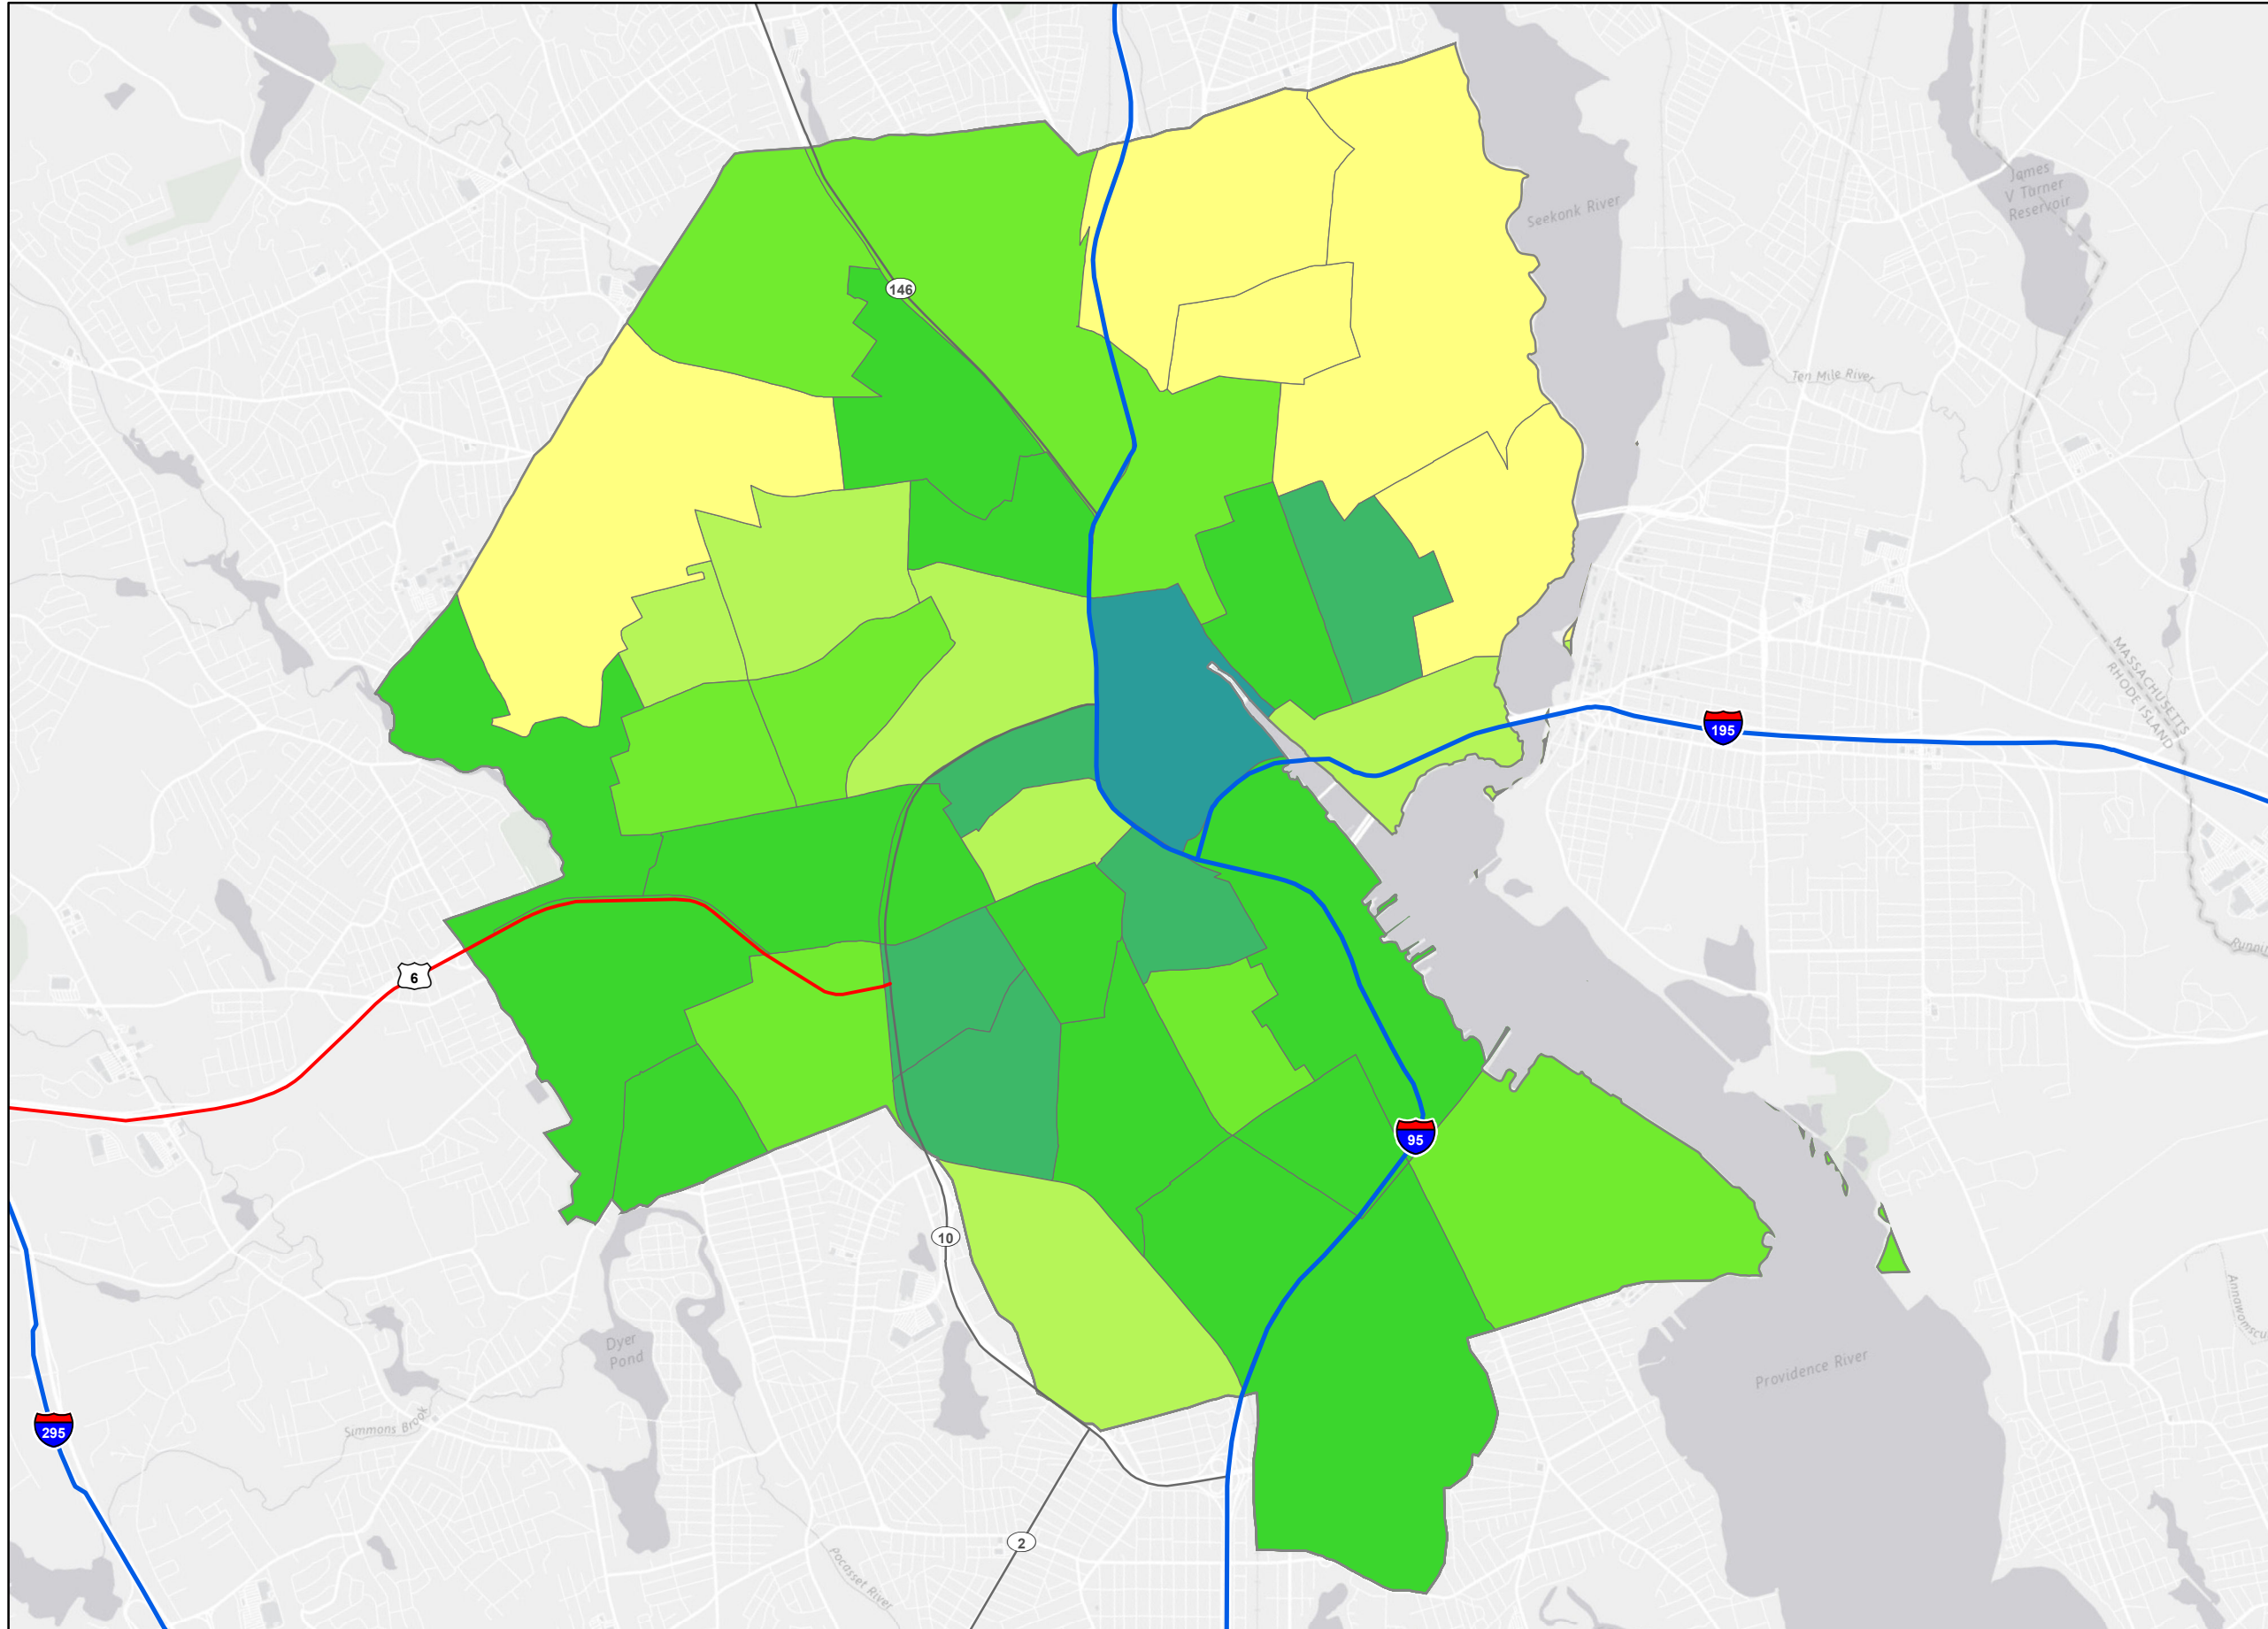 James
V Turner
Reservoir
Seekonk River
146
Ten Mile River
MASSACHUSETTS
RHODE ISLAND
195
6
95
10
Dyer
Pond
Providence River
Simmons Brook
295
2
Pocasset River